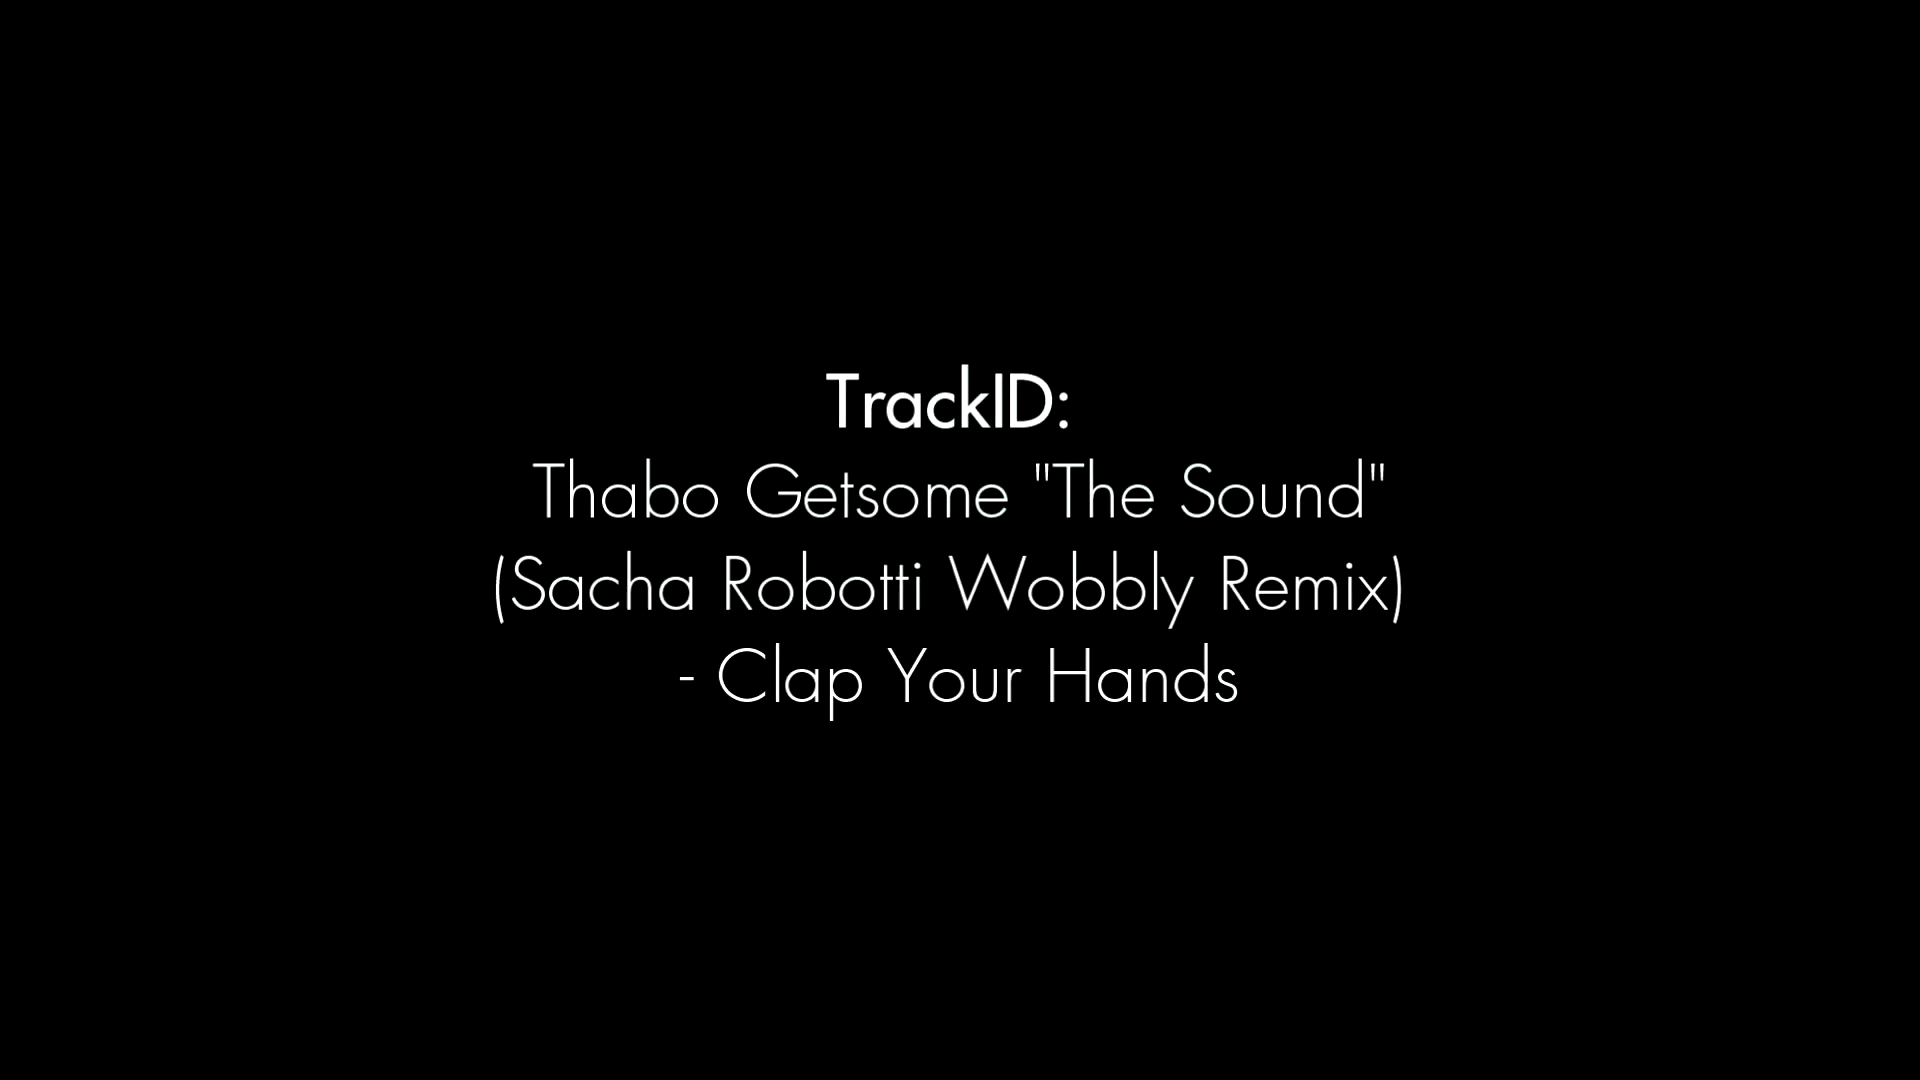 TrackID:
Thabo Getsome "The Sound"
(Sacha Robotti Wobbly Remix)
- Clap Your Hands